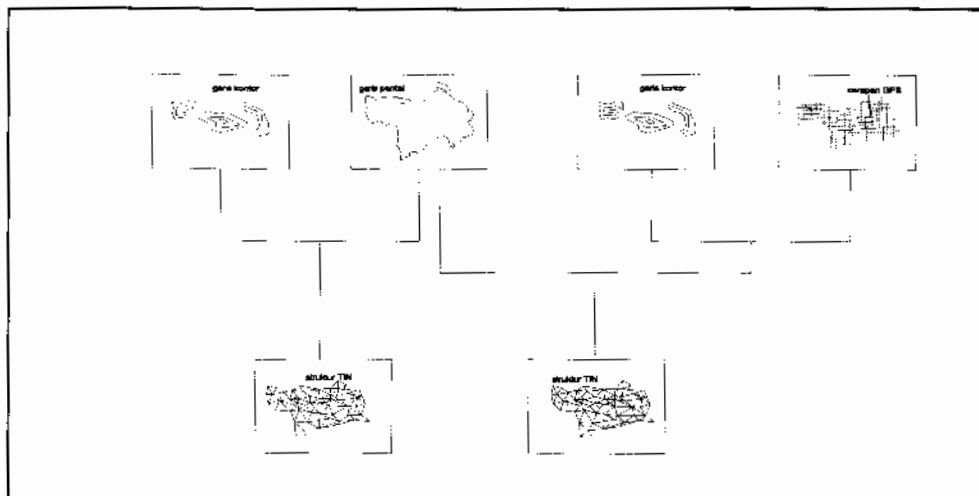 garis kontor
garis pantai
garis kontor
cerapan GPS
struktur TIN
struktur TIN